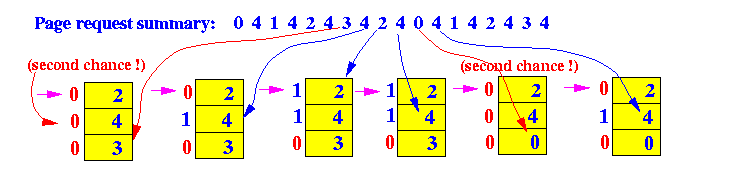 Page request summary: 0 4 1 4 2 4 3 4 2 4 0 4 1 4 2 4 3 4
(second chance !) (second chance !)
0 2 0 2 1 2 1 2 0 2 0 2
0 4 1 4 1 4 1 4 0 4 1 4
0 3 0 3 0 3 0 3 0 0 0 0